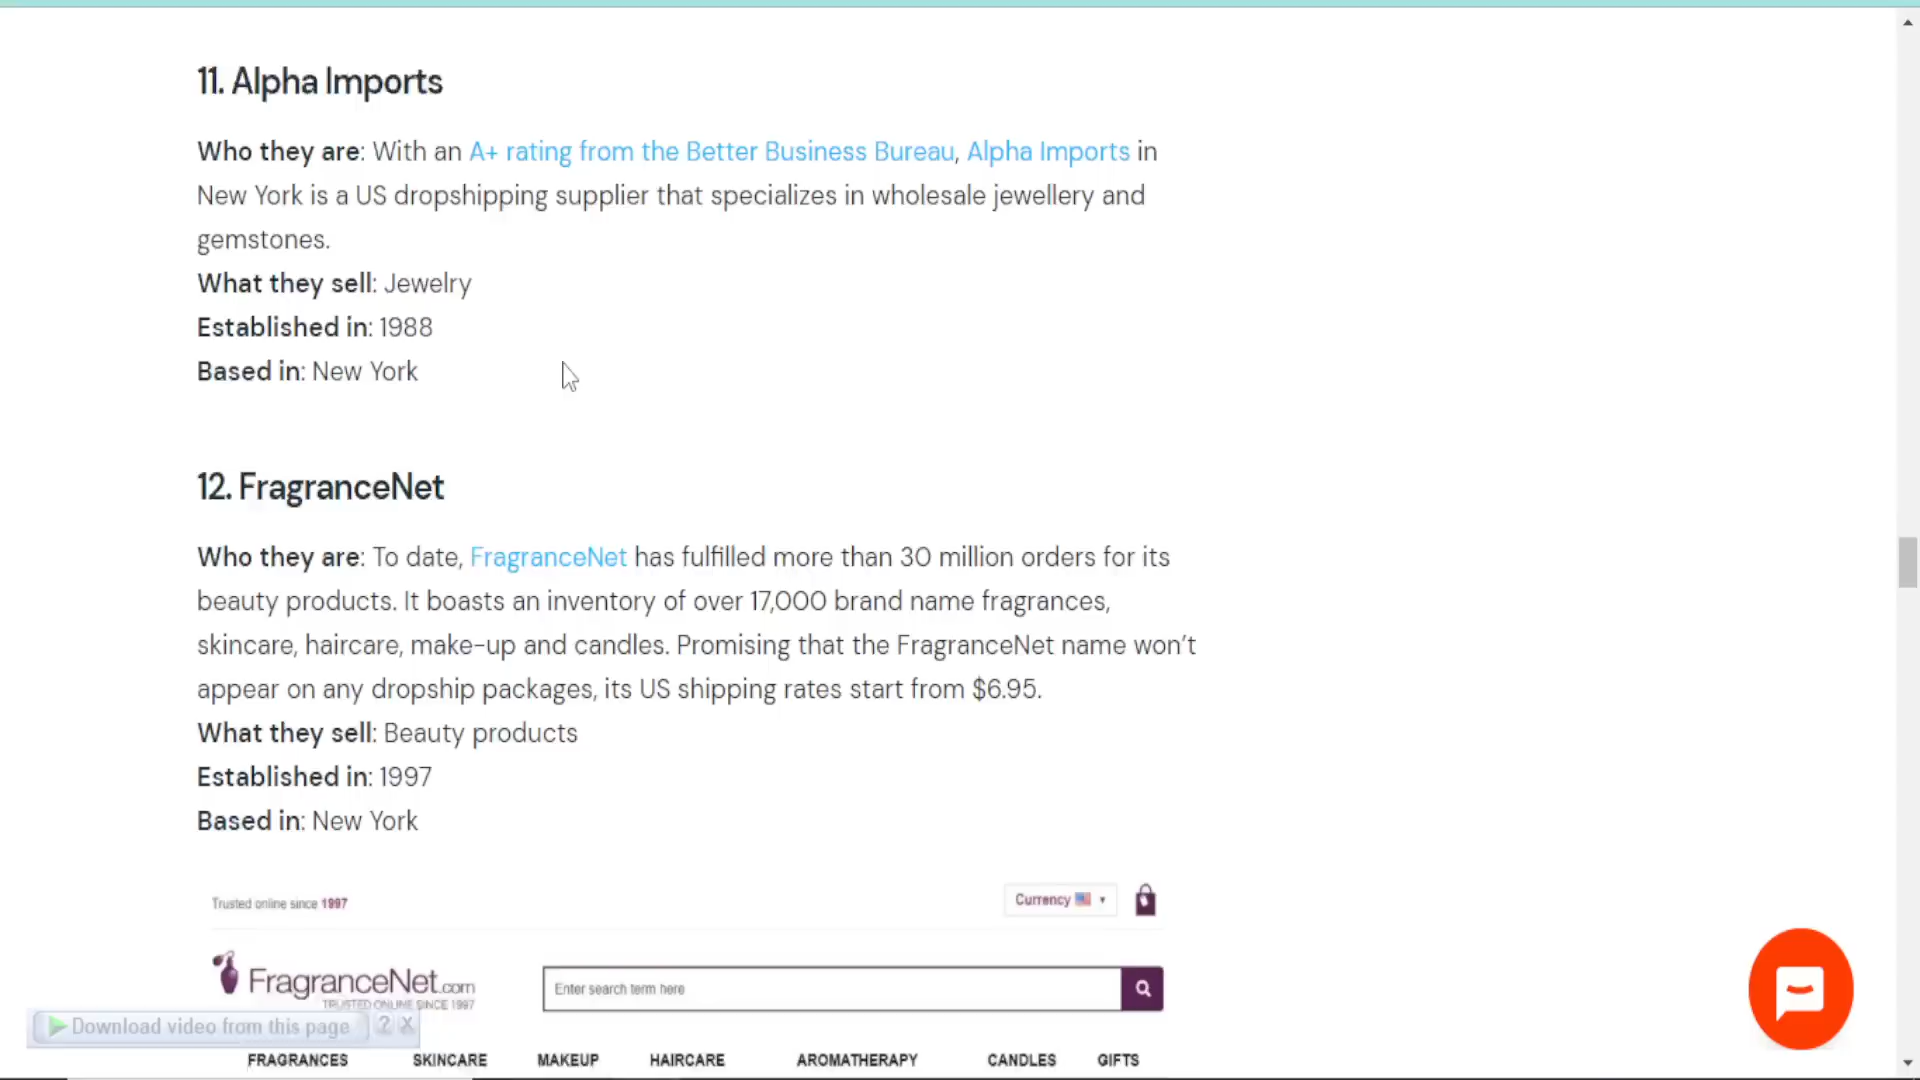 11. Alpha Imports
Who they are: With an A+ rating from the Better Business Bureau, Alpha Imports in
New York is a US dropshipping supplier that specializes in wholesale jewellery and
gemstones.
What they sell: Jewelry
Established in: 1988
Based in: New York
12. FragranceNet
Who they are: To date, FragranceNet has fulfilled more than 30 million orders for its
beauty products. It boasts an inventory of over 17,000 brand name fragrances,
skincare, haircare, make-up and candles. Promising that the FragranceNet name won’t
appear on any dropship packages, its US shipping rates start from $6.95.
What they sell: Beauty products
Established in: 1997
Based in: New York
Trusted online since 1997
Currency
FragranceNet.com
TRUSTED ONLINE SINCE 1997
Enter search term here
Download video from this page ? X
FRAGRANCES SKINCARE MAKEUP HAIRCARE AROMATHERAPY CANDLES GIFTS